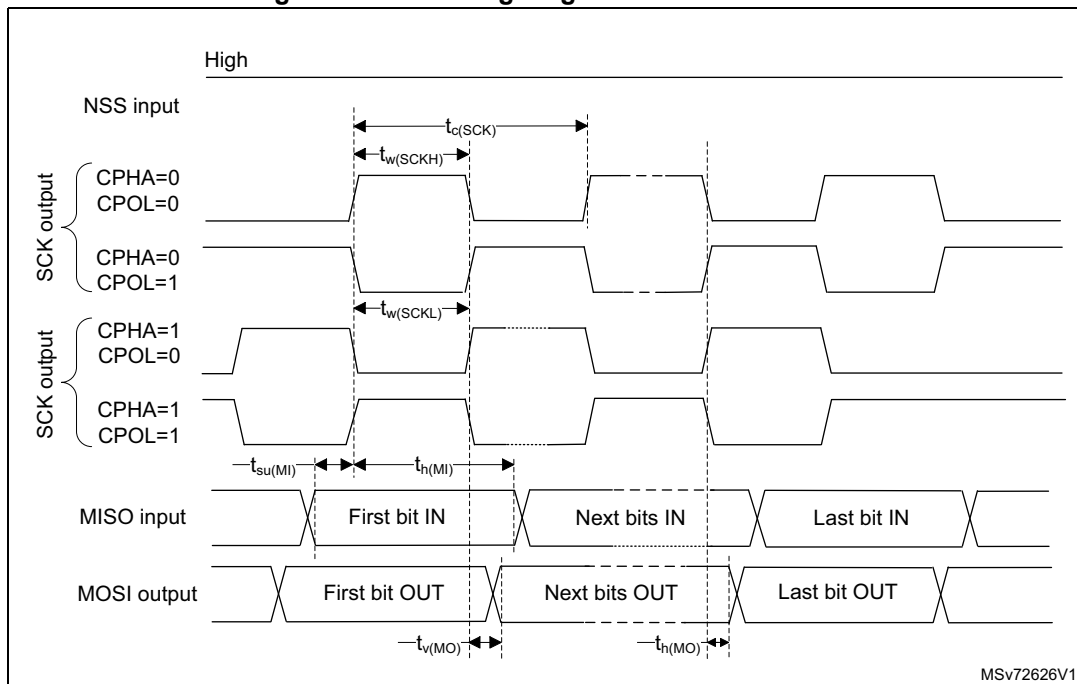 High
NSS input
tc(SCK)
tw(SCKH)
SCK output
CPHA=0
CPOL=0
CPHA=0
CPOL=1
tw(SCKL)
SCK output
CPHA=1
CPOL=0
CPHA=1
CPOL=1
tsu(MI)
th(MI)
MISO input
First bit IN
Next bits IN
Last bit IN
MOSI output
First bit OUT
Next bits OUT
Last bit OUT
tv(MO)
th(MO)
MSv72626V1